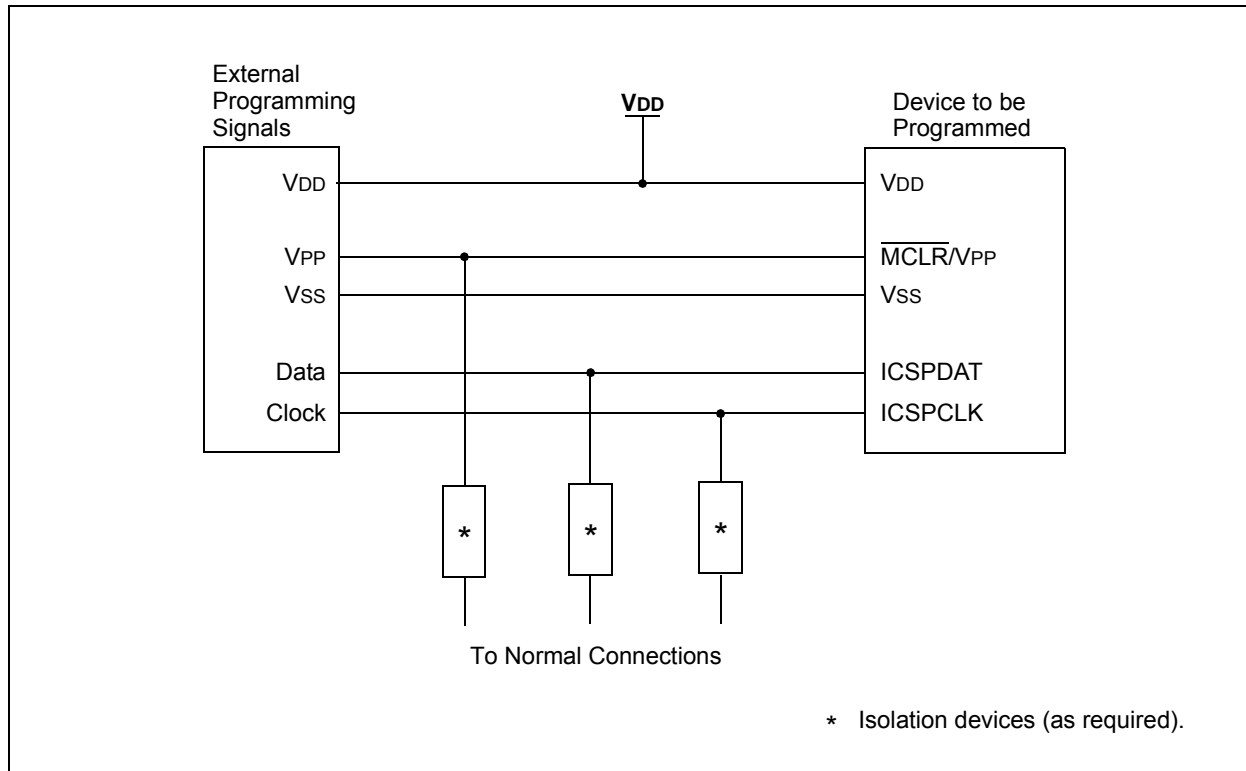 External
Programming
Signals
VDD
Device to be
Programmed
VDD
VDD
VPP
MCLR/VPP
VSS
VSS
Data
ICSPDAT
Clock
ICSPCLK
*
*
*
To Normal Connections
* Isolation devices (as required).